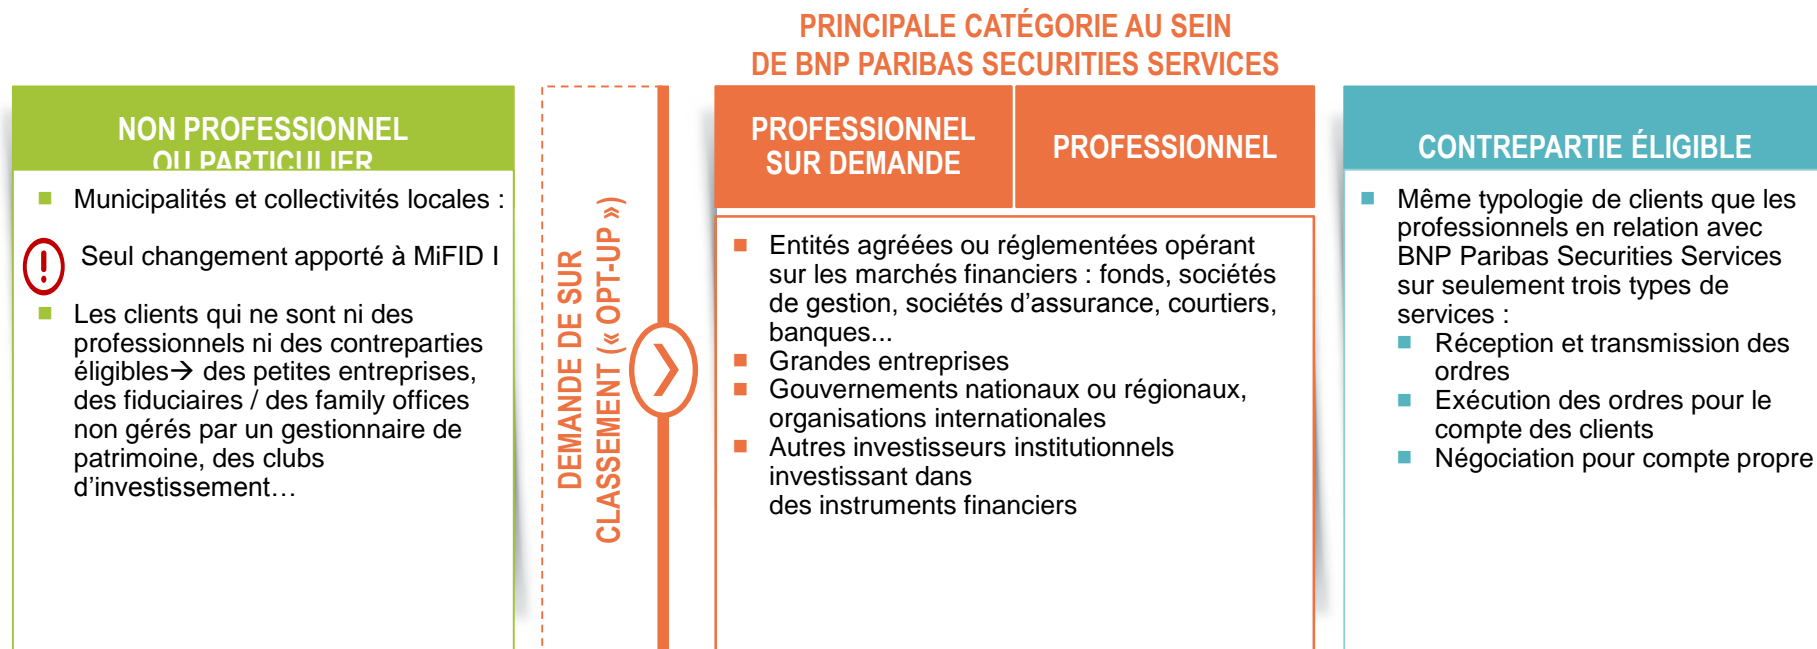 PRINCIPALE CATÉGORIE AU SEIN
DE BNP PARIBAS SECURITIES SERVICES
NON PROFESSIONNEL
OU PARTICULIER
■ Municipalités et collectivités locales :
! Seul changement apporté à MiFID I
■ Les clients qui ne sont ni des
professionnels ni des contreparties
éligibles→ des petites entreprises,
des fiduciaires / des family offices
non gérés par un gestionnaire de
patrimoine, des clubs
d’investissement…
DEMANDE DE SUR
CLASSEMENT (« OPT-UP »)
PROFESSIONNEL
SUR DEMANDE
PROFESSIONNEL
■ Entités agréées ou réglementées opérant
sur les marchés financiers : fonds, sociétés
de gestion, sociétés d’assurance, courtiers,
banques...
■ Grandes entreprises
■ Gouvernements nationaux ou régionaux,
organisations internationales
■ Autres investisseurs institutionnels
investissant dans
des instruments financiers
CONTREPARTIE ÉLIGIBLE
■ Même typologie de clients que les
professionnels en relation avec
BNP Paribas Securities Services
sur seulement trois types de
services :
■ Réception et transmission des
ordres
■ Exécution des ordres pour le
compte des clients
■ Négociation pour compte propre